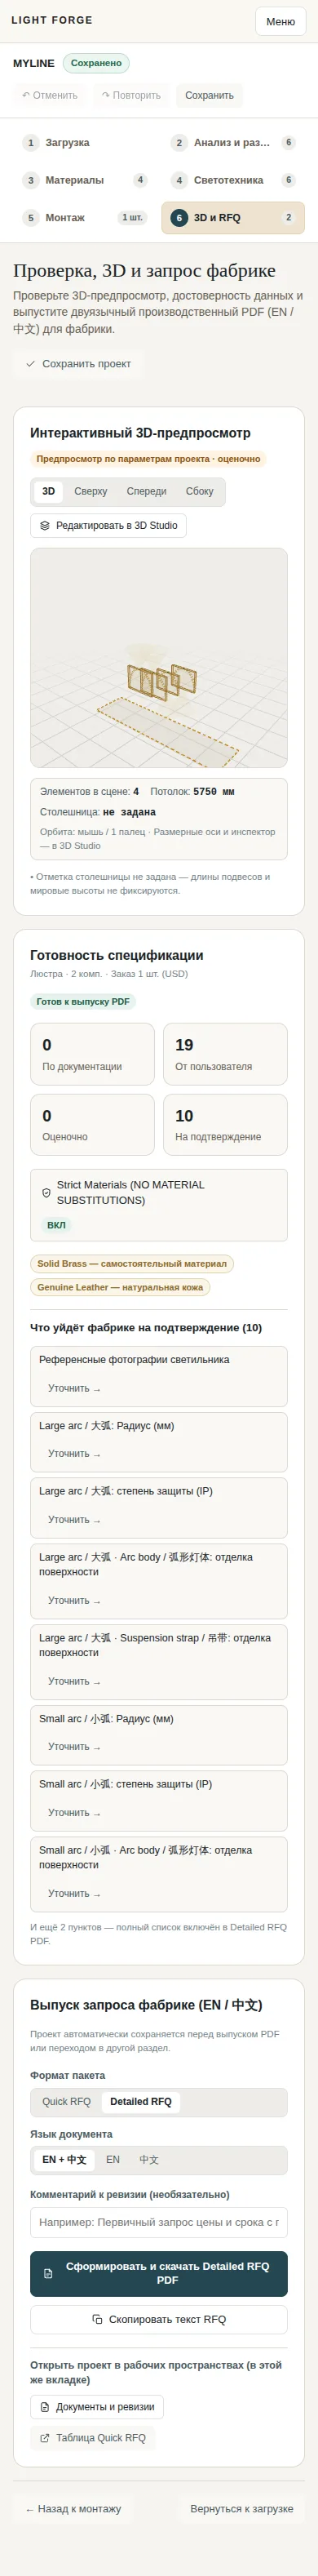 LIGHT FORGE
Меню
MYLINE Сохранено
↶ Отменить ↷ Повторить Сохранить
1 Загрузка
2 Анализ и раз... 6
3 Материалы 4
4 Светотехника 6
5 Монтаж 1 шт.
6 3D и RFQ 2
Проверка, 3D и запрос фабрике
Проверьте 3D-предпросмотр, достоверность данных и
выпустите двуязычный производственный PDF (EN /
中文) для фабрики.
Сохранить проект
Интерактивный 3D-предпросмотр
Предпросмотр по параметрам проекта · оценочно
3D Сверху Спереди Сбоку
Редактировать в 3D Studio
Элементов в сцене: 4 Потолок: 5750 мм
Столешница: не задана
Орбита: мышь / 1 палец · Размерные оси и инспектор
— в 3D Studio
• Отметка столешницы не задана — длины подвесов и
мировые высоты не фиксируются.
Готовность спецификации
Люстра · 2 комп. · Заказ 1 шт. (USD)
Готов к выпуску PDF
0
По документации
19
От пользователя
0
Оценочно
10
На подтверждение
Strict Materials (NO MATERIAL
SUBSTITUTIONS)
ВКЛ
Solid Brass — самостоятельный материал
Genuine Leather — натуральная кожа
Что уйдёт фабрике на подтверждение (10)
Референсные фотографии светильника
Уточнить →
Large arc / 大弧: Радиус (мм)
Уточнить →
Large arc / 大弧: степень защиты (IP)
Уточнить →
Large arc / 大弧 · Arc body / 弧形灯体: отделка
поверхности
Уточнить →
Large arc / 大弧 · Suspension strap / 吊带: отделка
поверхности
Уточнить →
Small arc / 小弧: Радиус (мм)
Уточнить →
Small arc / 小弧: степень защиты (IP)
Уточнить →
Small arc / 小弧 · Arc body / 弧形灯体: отделка
поверхности
Уточнить →
И ещё 2 пунктов — полный список включён в Detailed RFQ
PDF.
Выпуск запроса фабрике (EN / 中文)
Проект автоматически сохраняется перед выпуском PDF
или переходом в другой раздел.
Формат пакета
Quick RFQ Detailed RFQ
Язык документа
EN + 中文 EN 中文
Комментарий к ревизии (необязательно)
Например: Первичный запрос цены и срока с г
Сформировать и скачать Detailed RFQ
PDF
Скопировать текст RFQ
Открыть проект в рабочих пространствах (в этой
же вкладке)
Документы и ревизии
Таблица Quick RFQ
← Назад к монтажу
Вернуться к загрузке